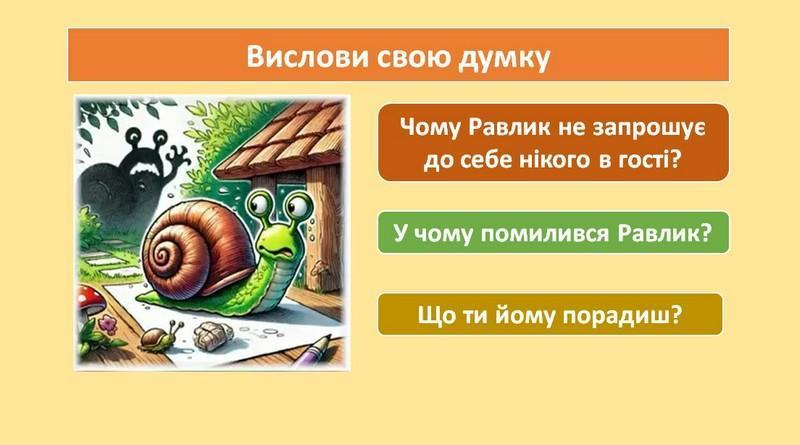 Вислови свою думку
Чому Равлик не запрошує
до себе нікого в гості?
У чому помилився Равлик?
Що ти йому порадиш?